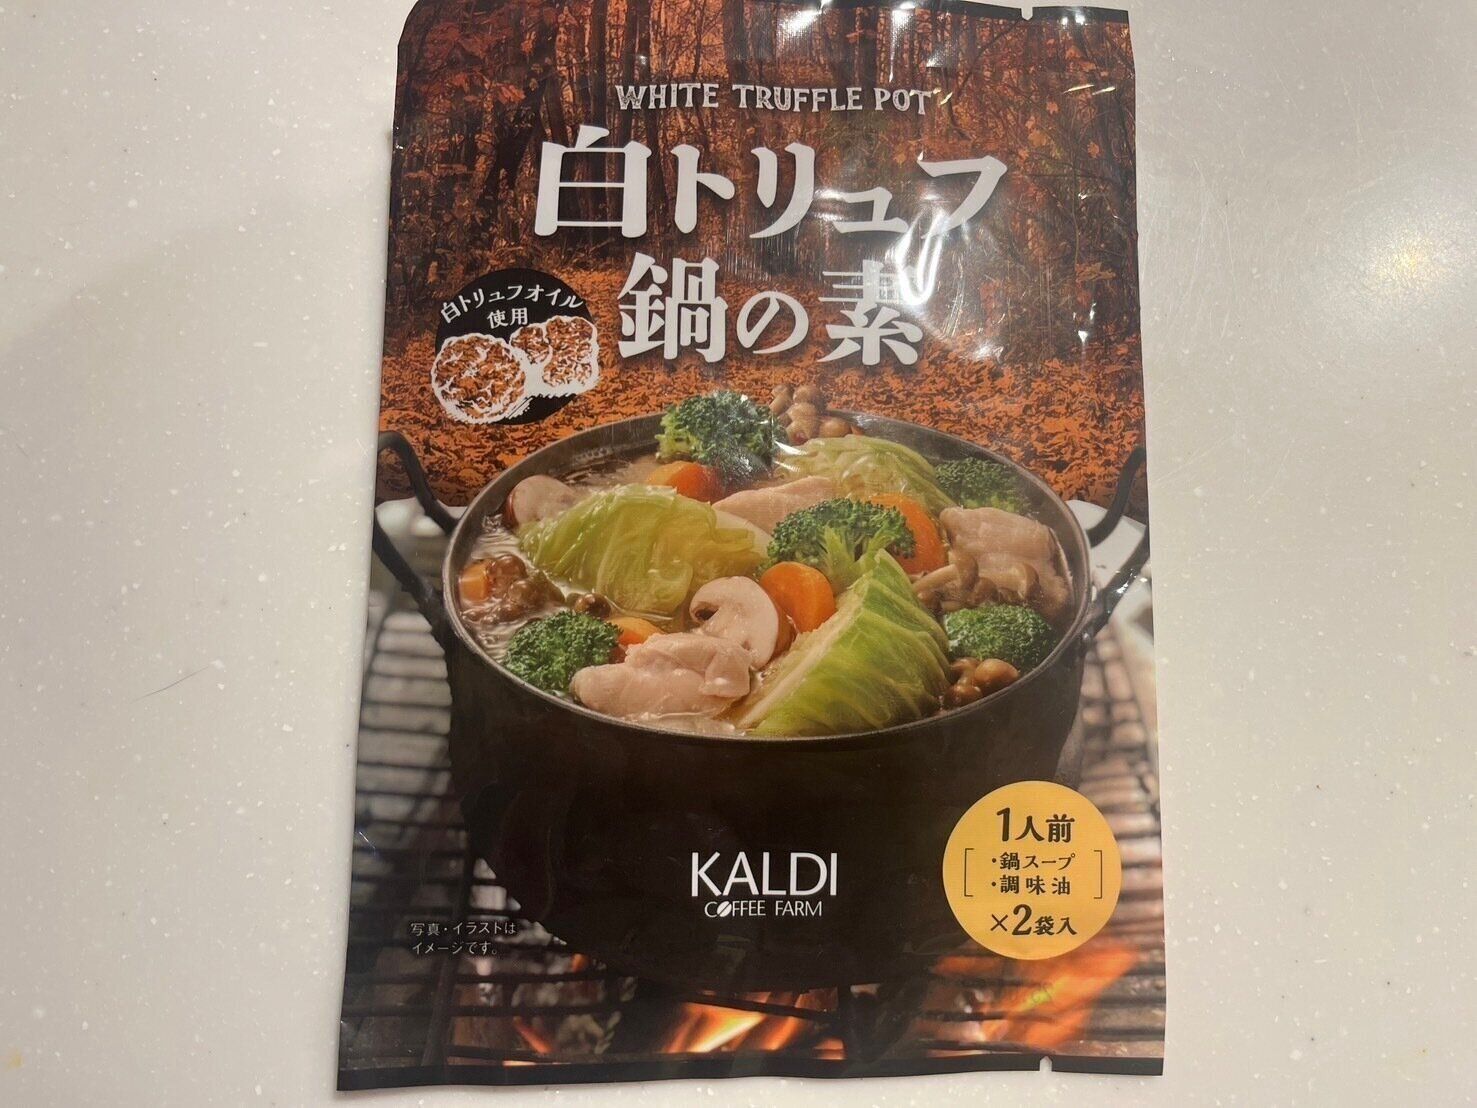 WHITE TRUFFLE POT
白トリュフ
鍋の素
白トリュフオイル
使用
1人前
・鍋スープ
・調味油
×2袋入
KALDI
COFFEE FARM
写真・イラストは
イメージです。